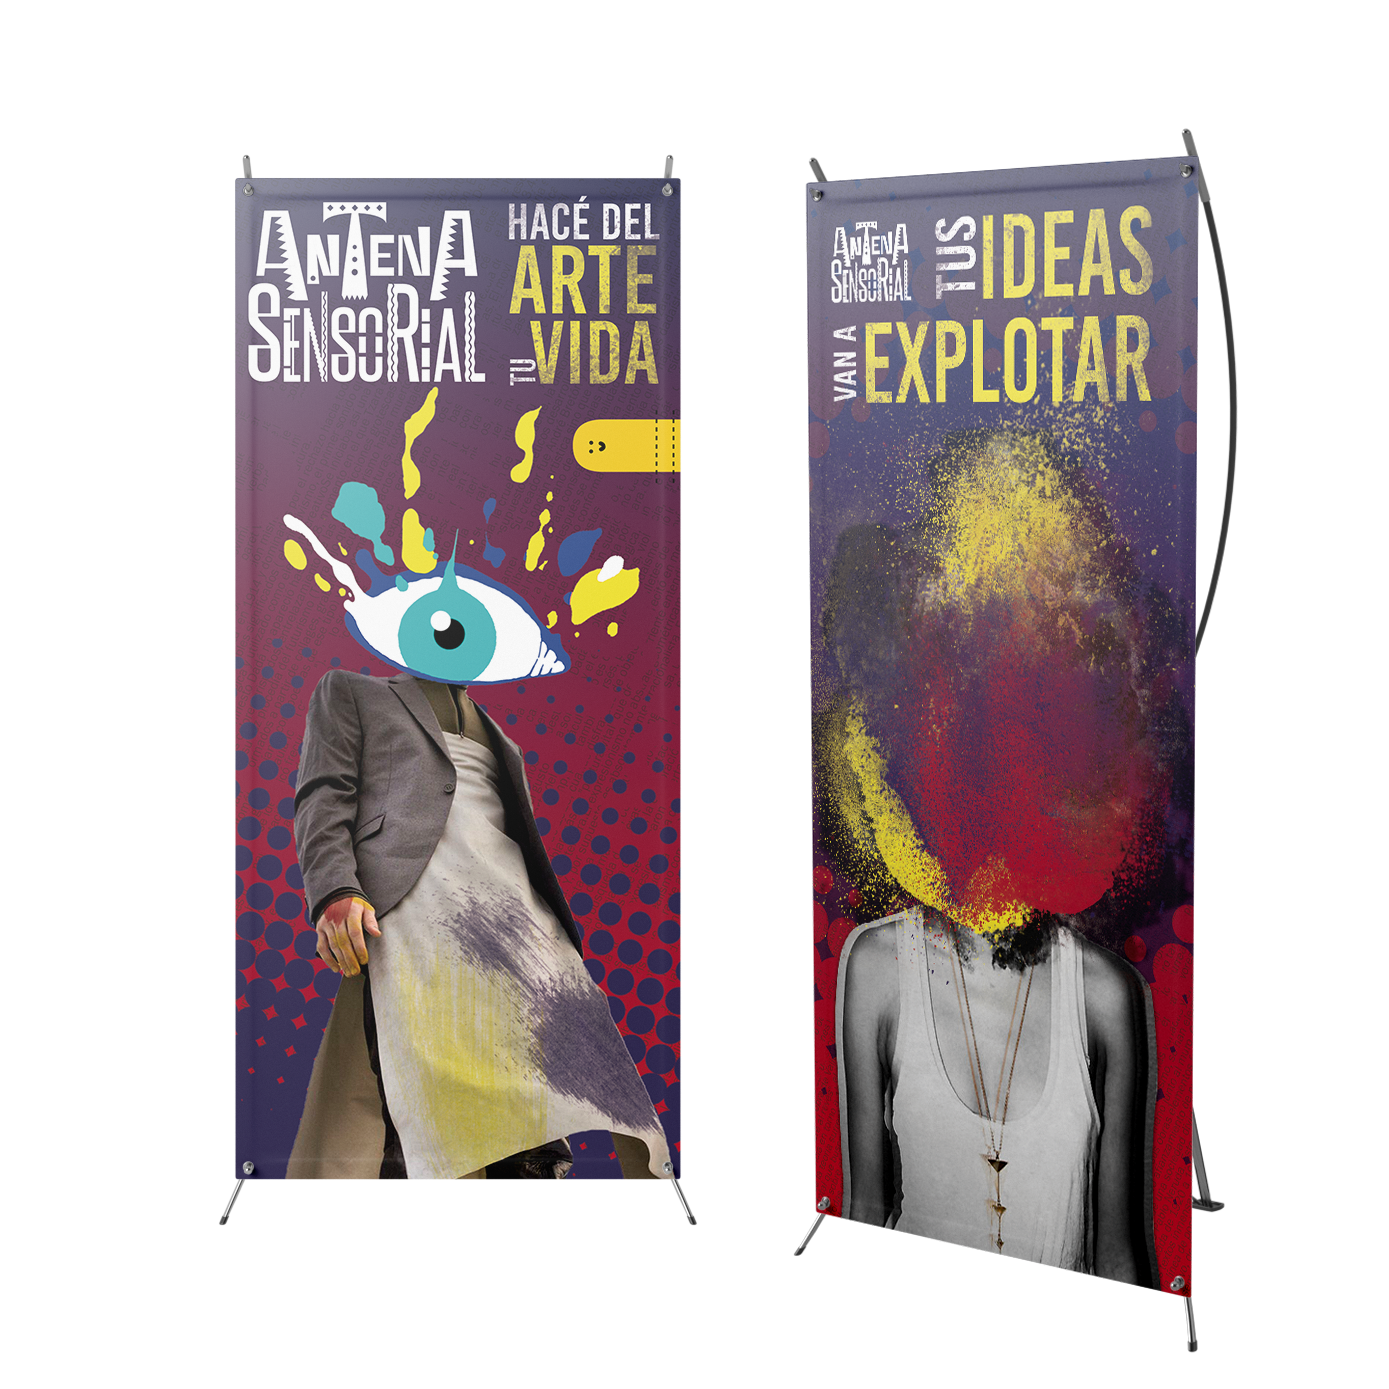 ANTENA
SENSORIAL
HACÉ DEL
ARTE
TU VIDA
ANTENA
SENSORIAL
TUS IDEAS
VAN A EXPLOTAR